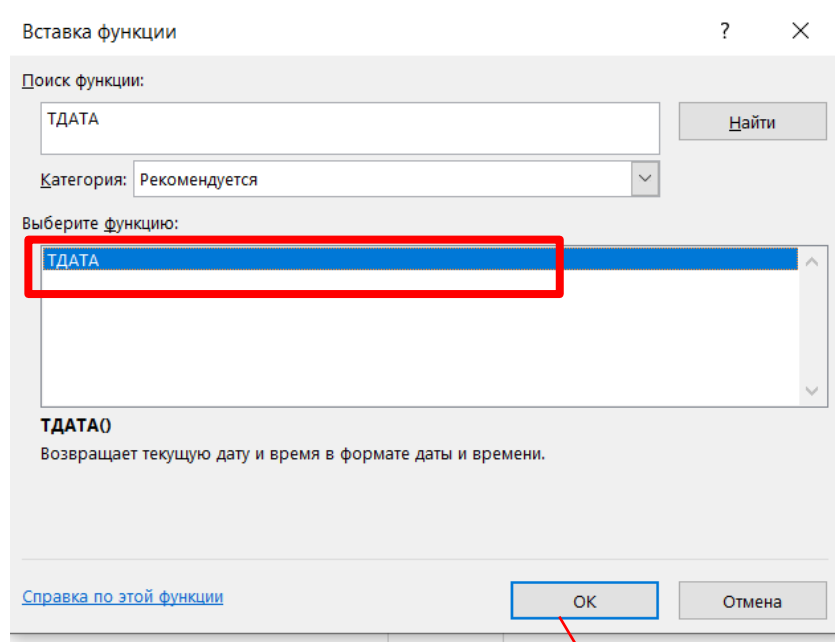 Вставка функции
?
Поиск функции:
ТДАТА
Найти
Категория: Рекомендуется
Выберите функцию:
ТДАТА
ТДАТА()
Возвращает текущую дату и время в формате даты и времени.
Справка по этой функции
ОК
Отмена